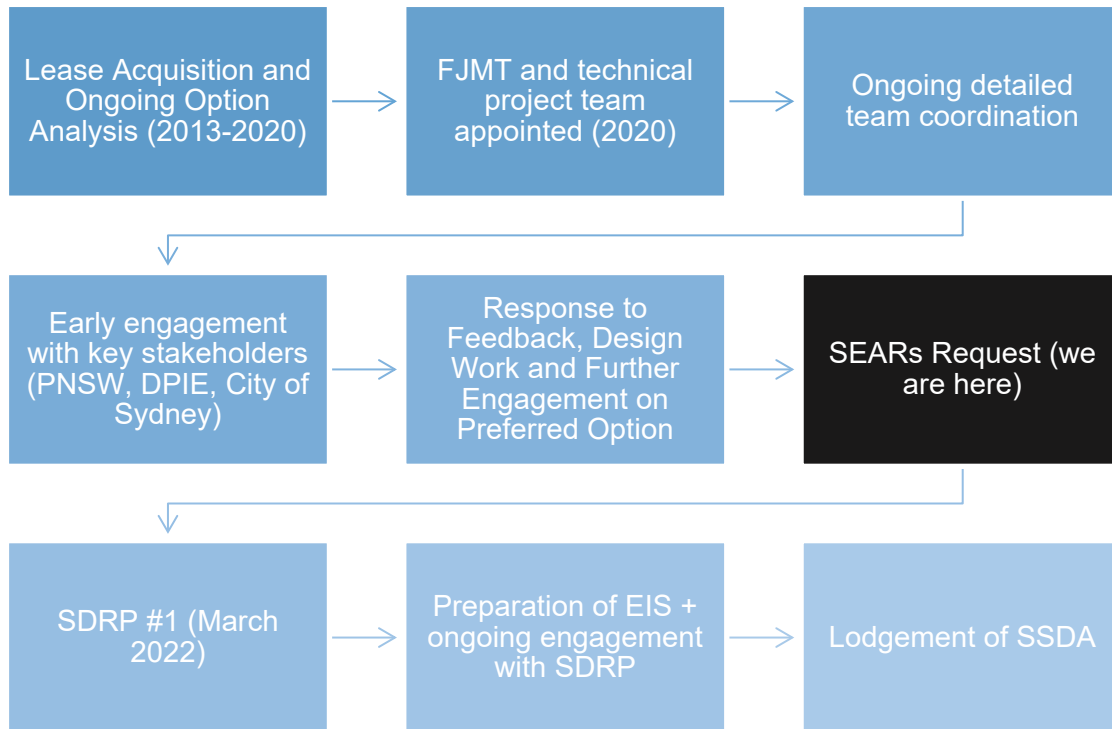 Lease Acquisition and
Ongoing Option
Analysis (2013-2020)
FJMT and technical
project team
appointed (2020)
Ongoing detailed
team coordination
Early engagement
with key stakeholders
(PNSW, DPIE, City of
Sydney)
Response to
Feedback, Design
Work and Further
Engagement on
Preferred Option
SEARs Request (we
are here)
SDRP #1 (March
2022)
Preparation of EIS +
ongoing engagement
with SDRP
Lodgement of SSDA